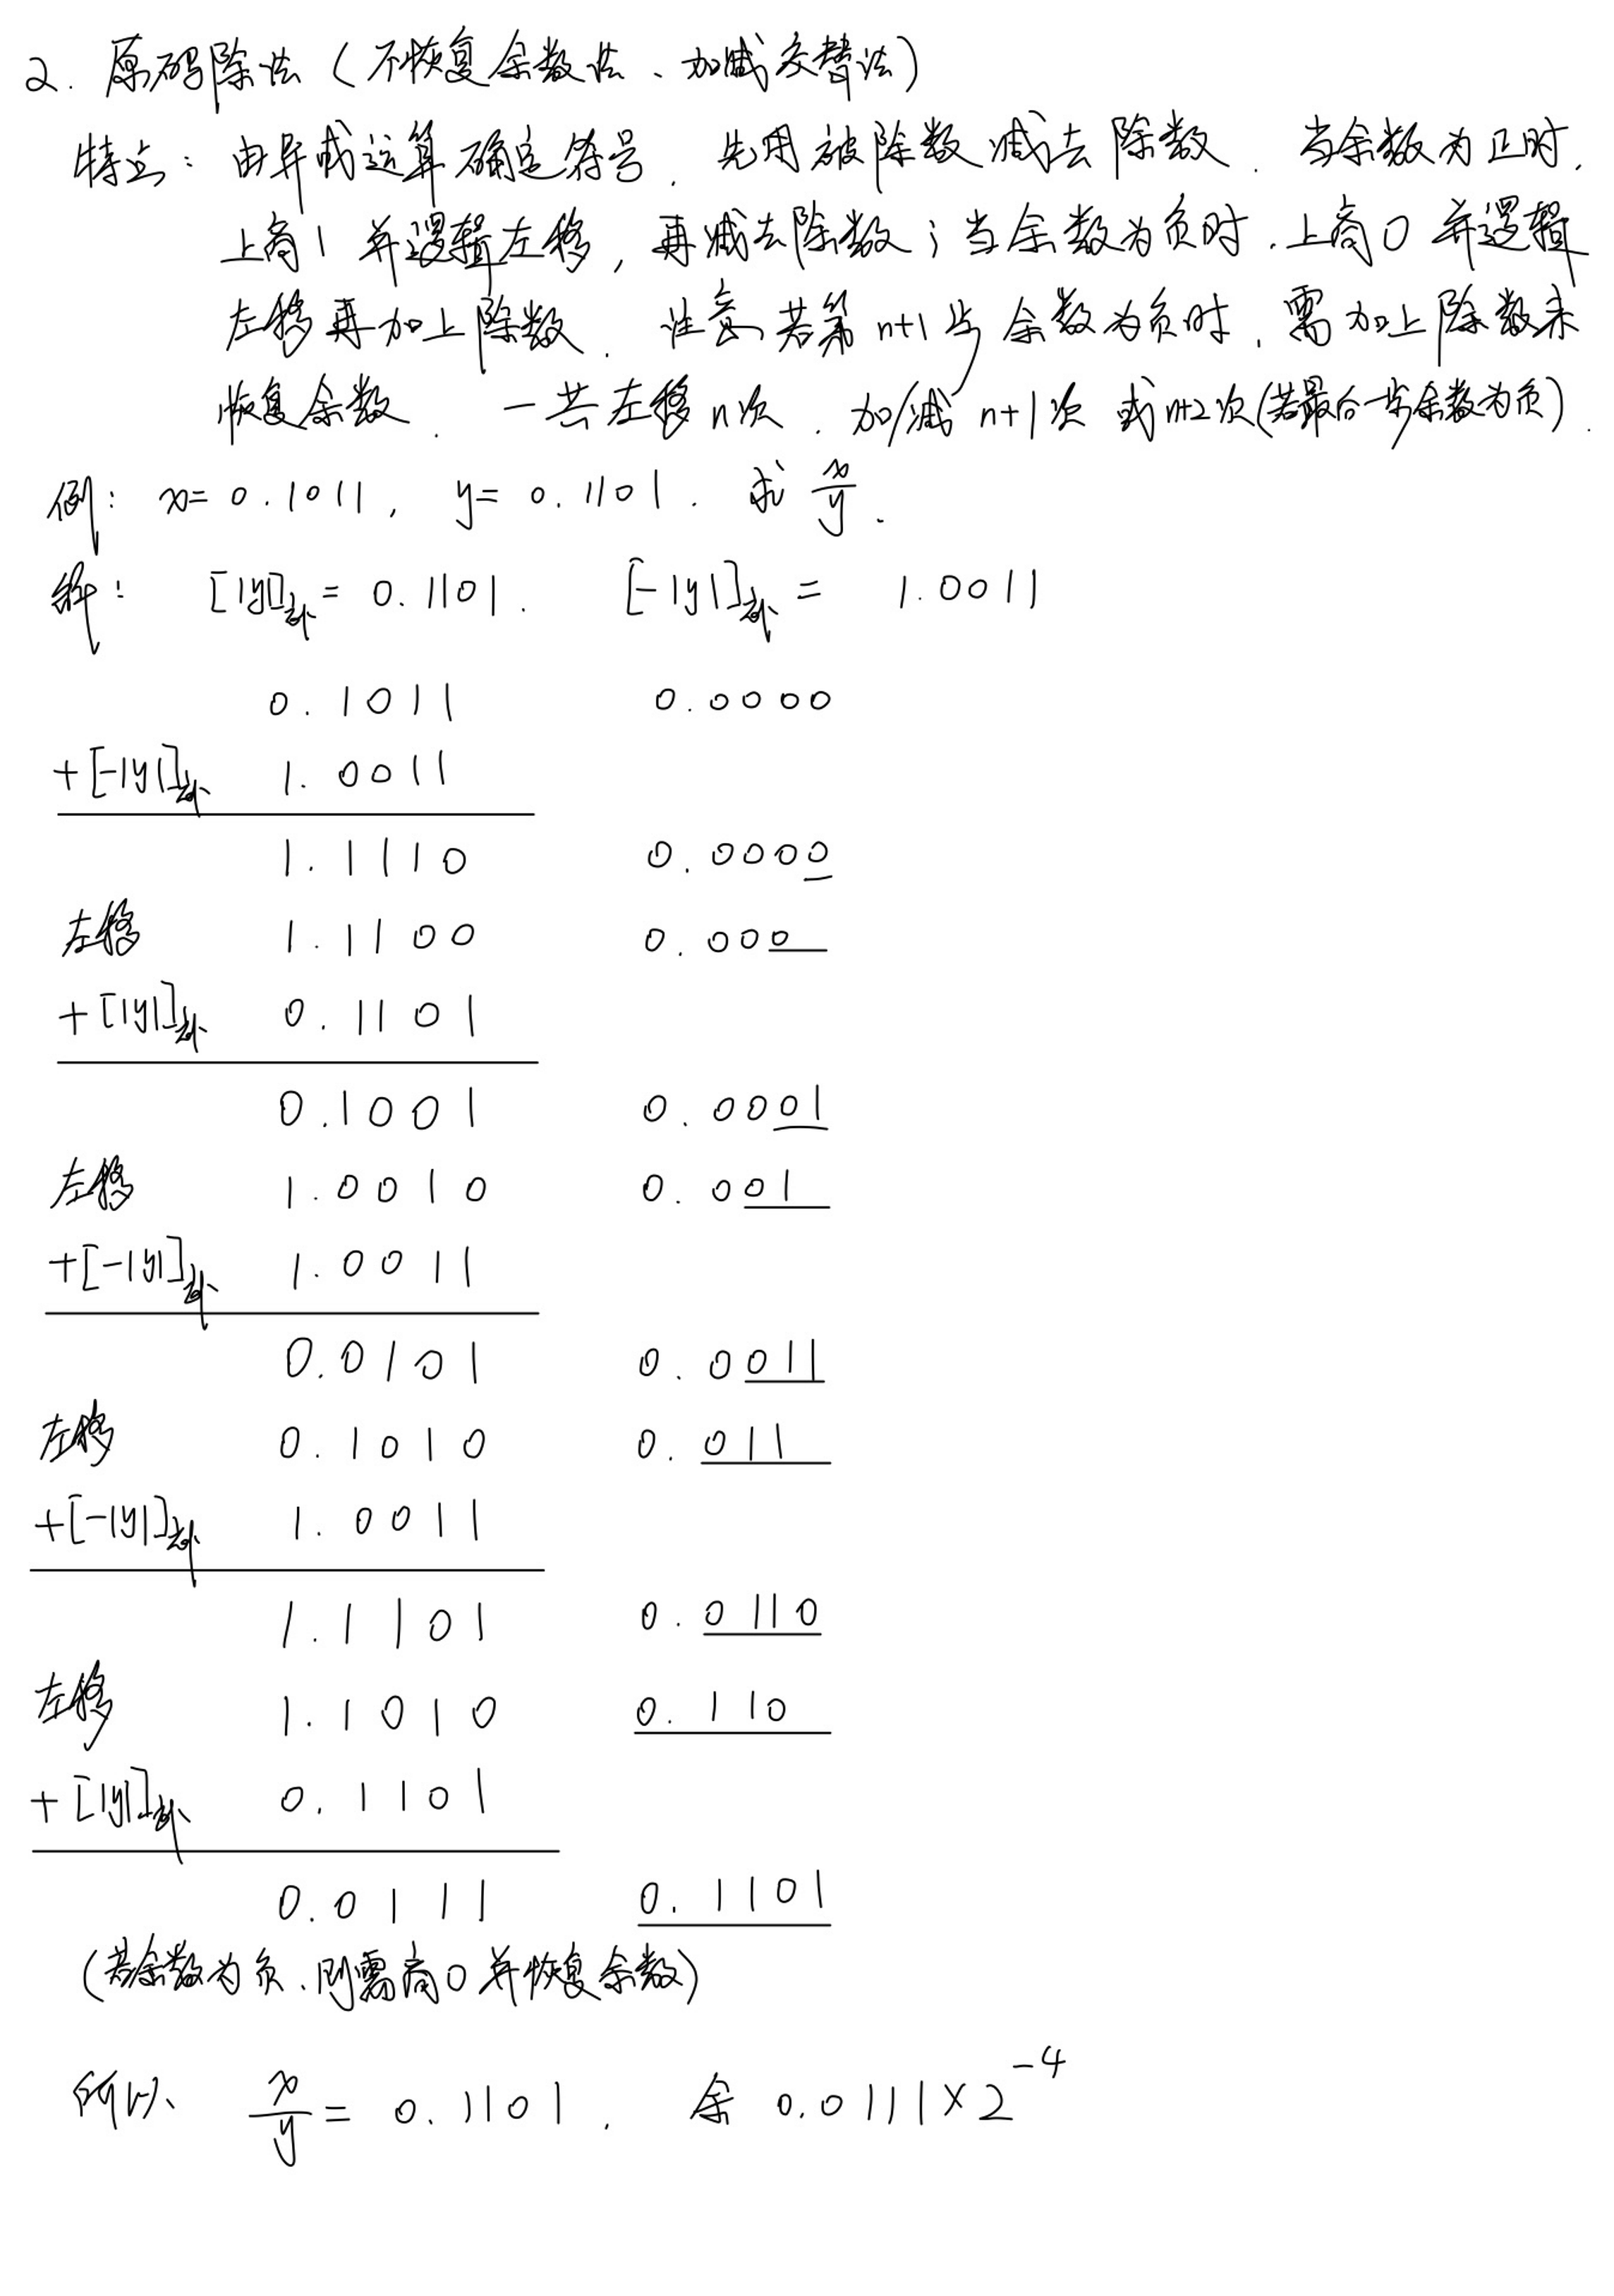 2. 原码除法 (不恢复余数法、加减交替法)
特点: 由异或运算确定符号. 先用被除数减去除数. 当余数为正时,
上商1并逻辑左移, 再减去除数; 当余数为负时, 上商0并逻辑
左移再加上除数. 注意, 若第n+1步余数为负时, 需加上除数来
恢复余数. 一共左移n次, 加/减n+1次或n+2次(若最后一步余数为负).
例: x= 0.1011, y= 0.1101. 求 x/y.
解: [|y|]补 = 0.1101. [-|y|]补 = 1.0011
0.1011 0.0000
+[-|y|]补 1.0011
1.1110 0.0000
左移 1.1100 0.000
+[|y|]补 0.1101
0.1001 0.0001
左移 1.0010 0.001
+[-|y|]补 1.0011
0.0101 0.0011
左移 0.1010 0.011
+[-|y|]补 1.0011
1.1101 0.0110
左移 1.1010 0.110
+[|y|]补 0.1101
0.0111 0.1101
(若余数为负、则需商0并恢复余数)
所以、 x/y = 0.1101, 余 0.0111×2^-4